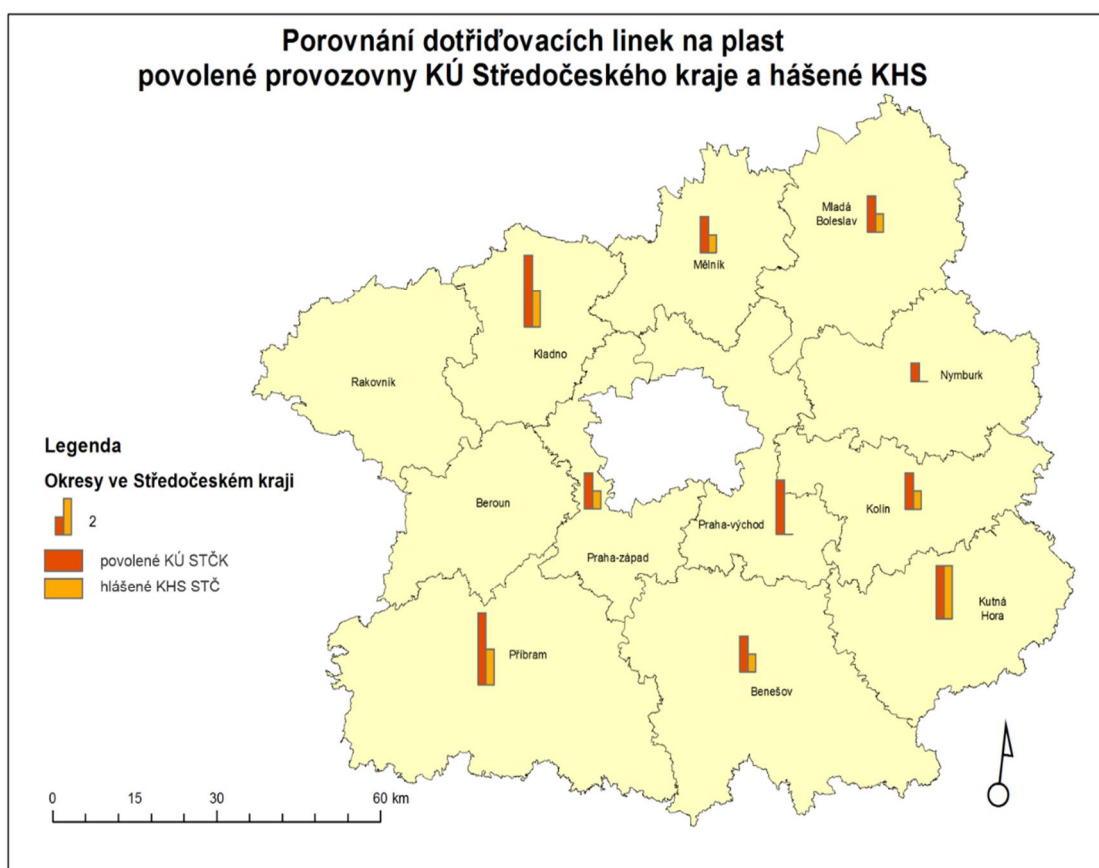 Porovnání dotřiďovacích linek na plast
povolené provozovny KÚ Středočeského kraje a hášené KHS
Mladá
Boleslav
Mělník
Kladno
Nymburk
Rakovník
Legenda
Okresy ve Středočeském kraji
2
povolené KÚ STČK
hlášené KHS STČ
Beroun
Kolín
Praha-východ
Praha-západ
Kutná
Hora
Příbram
Benešov
0 15 30 60 km